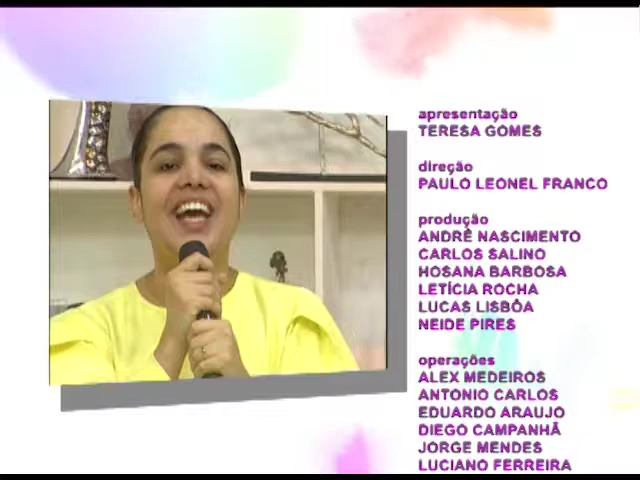 apresentação
TERESA GOMES
direção
PAULO LEONEL FRANCO
produção
ANDRÊ NASCIMENTO
CARLOS SALINO
HOSANA BARBOSA
LETÍCIA ROCHA
LUCAS LISBÔA
NEIDE PIRES
operações
ALEX MEDEIROS
ANTONIO CARLOS
EDUARDO ARAUJO
DIEGO CAMPANHÃ
JORGE MENDES
LUCIANO FERREIRA